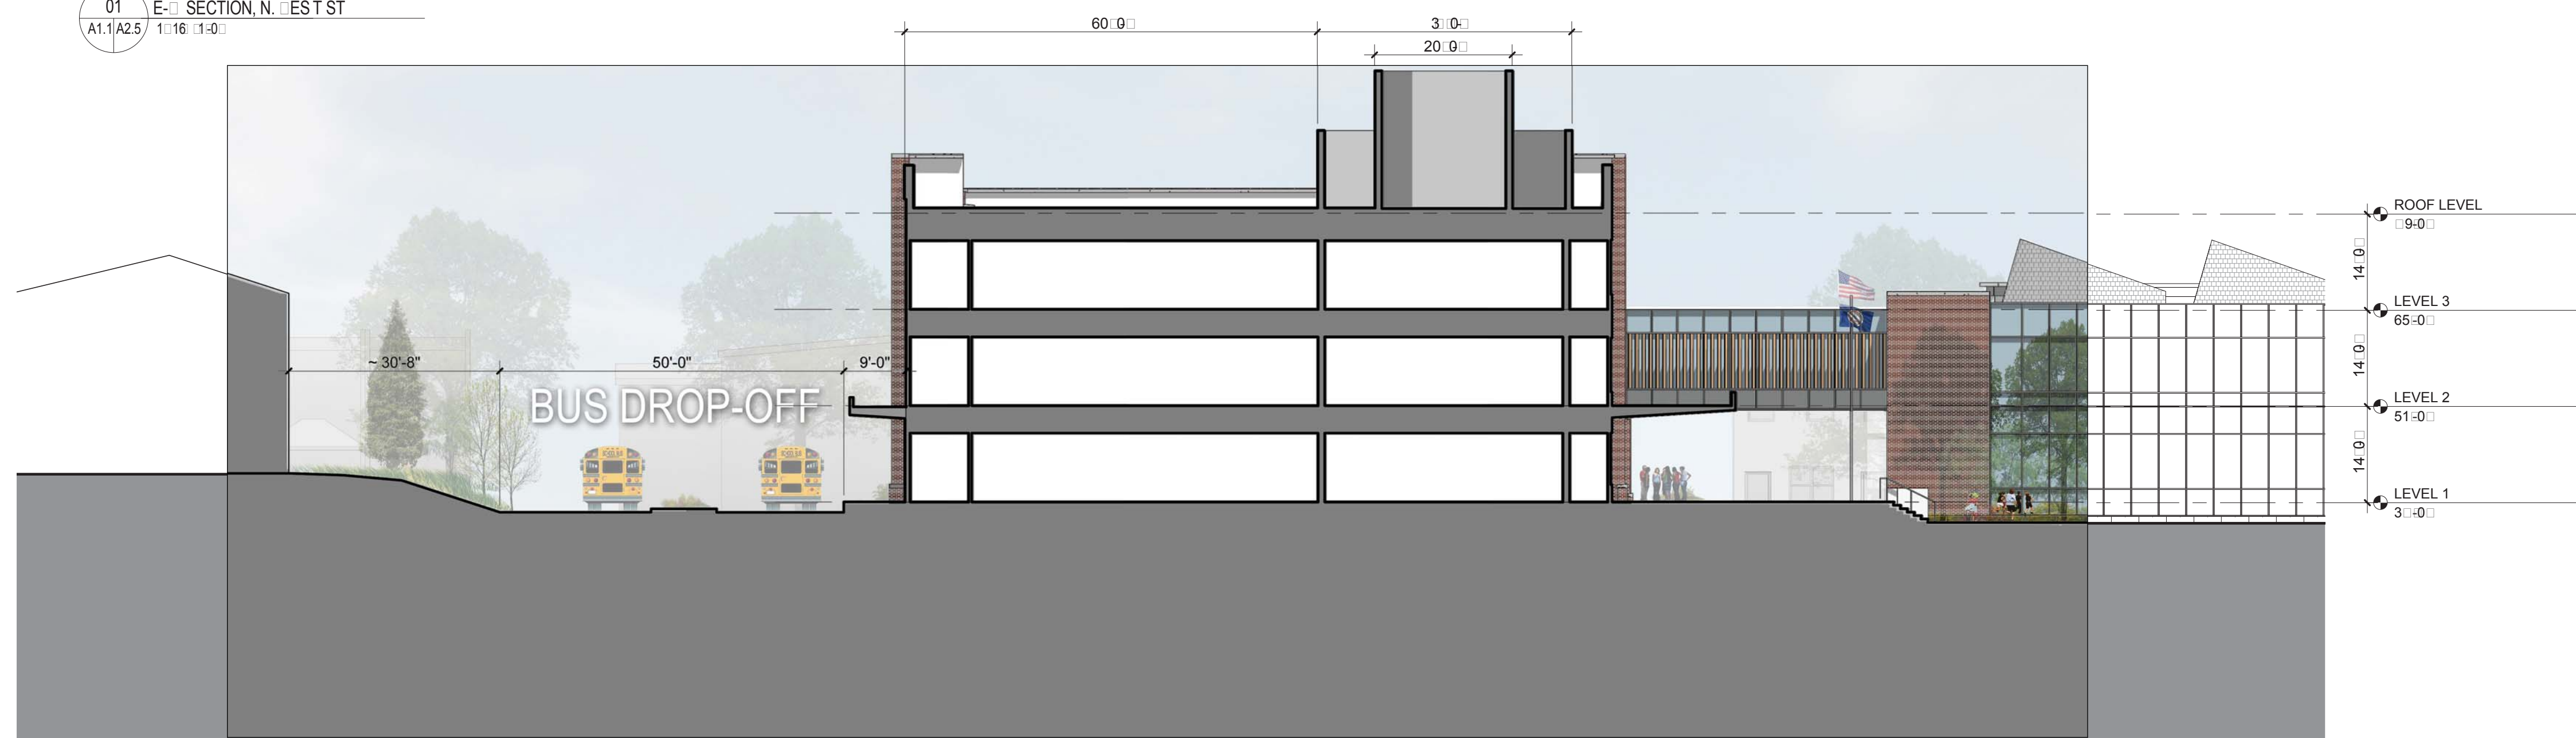 01
E-□ SECTION, N. □EST ST
A1.1 A2.5
1□16□ □1-0□
60□0□
3□□0-□
20□0□
ROOF LEVEL
□9-0□
14□0□
LEVEL 3
65-0□
~ 30'-8"
50'-0"
9'-0"
14□0□
BUS DROP-OFF
LEVEL 2
51-0□
14□0□
LEVEL 1
3□-0□